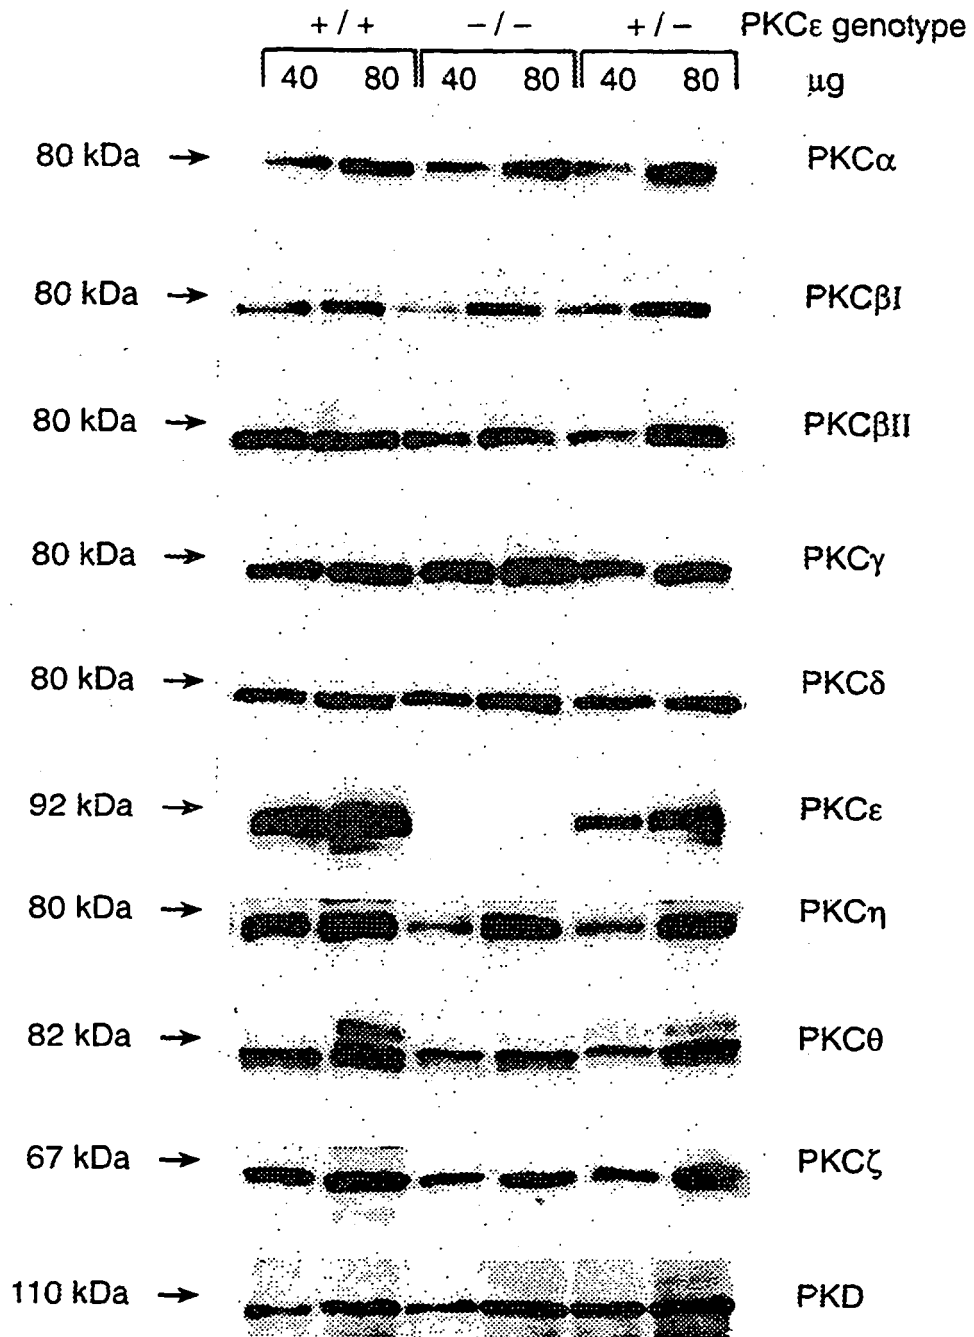 + / + − / − + / − PKCε genotype
40 80 40 80 40 80 μg
80 kDa → PKCα
80 kDa → PKCβI
80 kDa → PKCβII
80 kDa → PKCγ
80 kDa → PKCδ
92 kDa → PKCε
80 kDa → PKCη
82 kDa → PKCθ
67 kDa → PKCζ
110 kDa → PKD